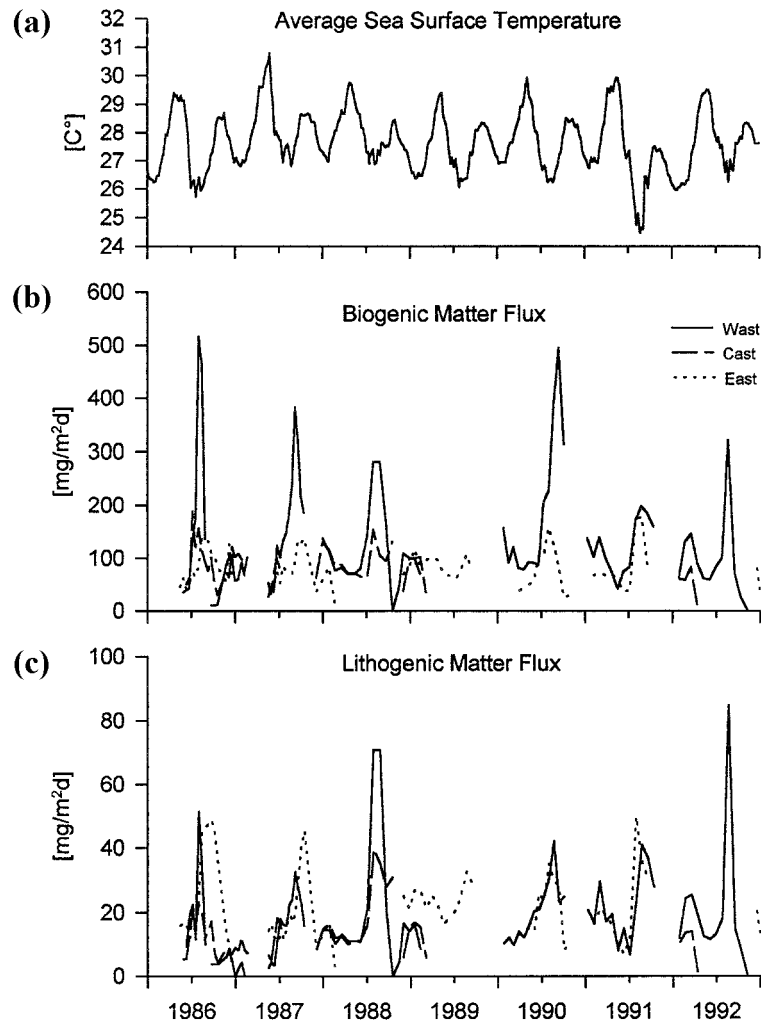 (a)
Average Sea Surface Temperature
[C°]
32
31
30
29
28
27
26
25
24
(b)
Biogenic Matter Flux
[mg/m²d]
600
500
400
300
200
100
0
Wast
Cast
East
(c)
Lithogenic Matter Flux
[mg/m²d]
100
80
60
40
20
0
1986 1987 1988 1989 1990 1991 1992